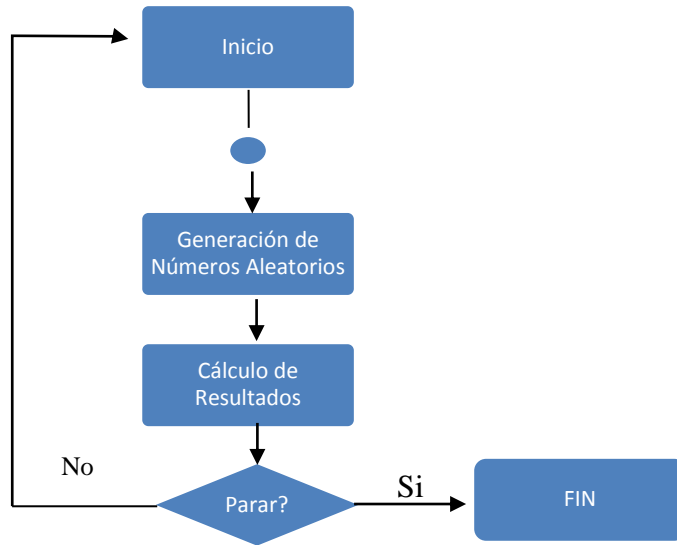 Inicio
Generación de
Números Aleatorios
Cálculo de
Resultados
No
Parar?
Si
FIN